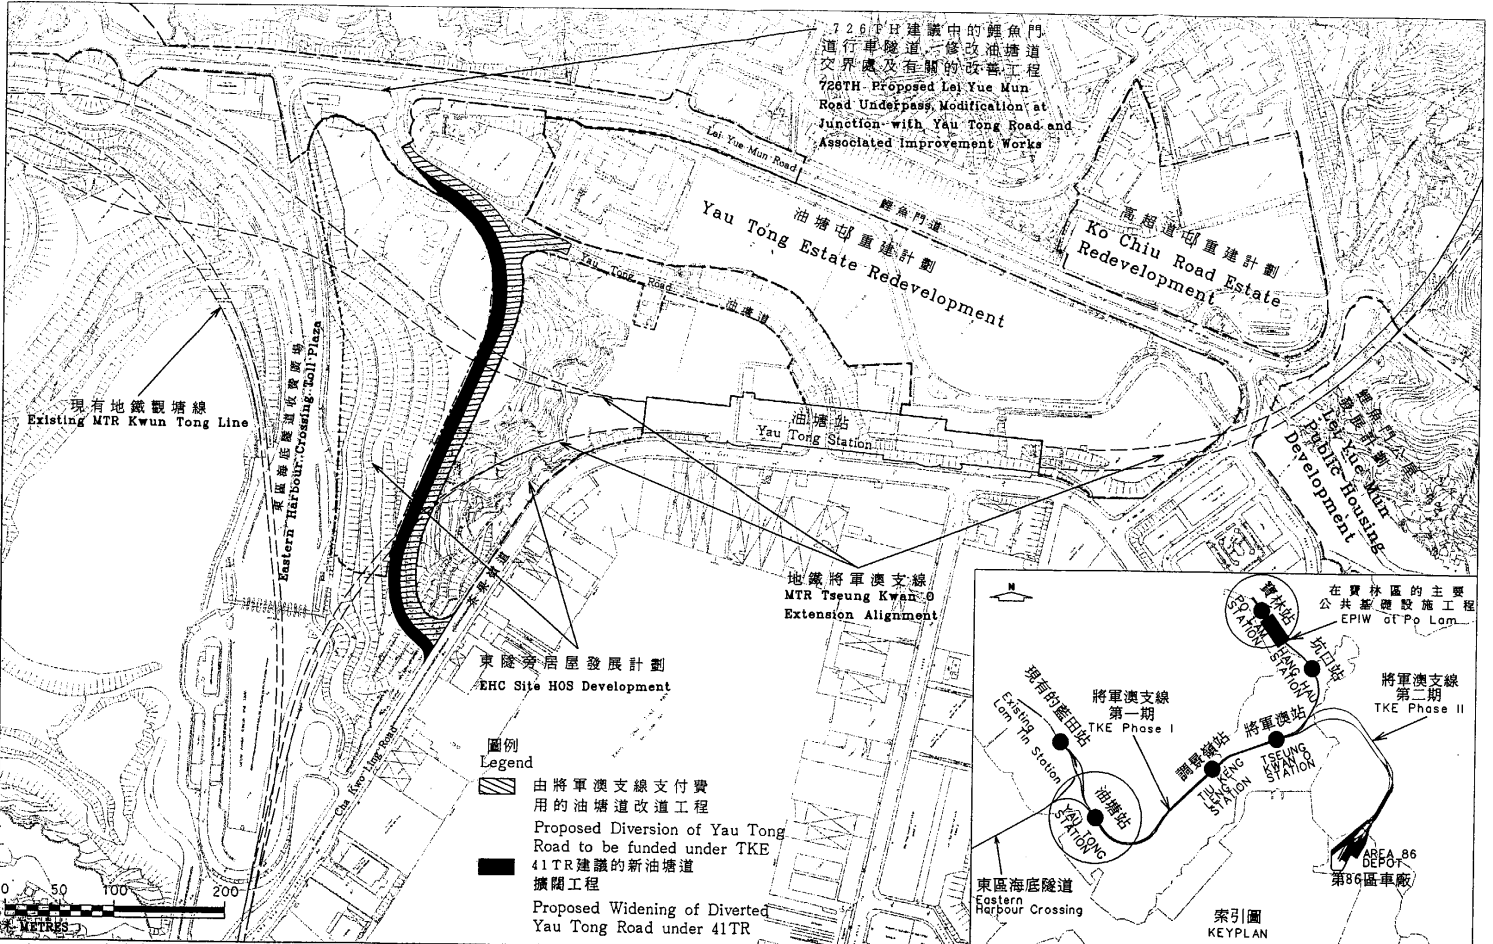 726TH建議中的鯉魚門
道行車隧道、修改油塘道
交界處及有關的改善工程
726TH Proposed Lei Yue Mun
Road Underpass, Modification at
Junction with Yau Tong Road and
Associated Improvement Works
Lei Yue Mun Road
鯉魚門道
油塘邨重建計劃
Yau Tong Estate Redevelopment
高超道邨重建計劃
Ko Chiu Road Estate
Redevelopment
Yau Tong Road
油塘道
現有地鐵觀塘線
Existing MTR Kwun Tong Line
東區海底隧道收費廣場
Eastern Harbour Crossing Toll Plaza
油塘站
Yau Tong Station
鯉魚門公屋
發展計劃
Lei Yue Mun
Public Housing
Development
地鐵將軍澳支線
MTR Tseung Kwan O
Extension Alignment
茶果嶺道
Cha Kwo Ling Road
東隧旁居屋發展計劃
EHC Site HOS Development
圖例
Legend
由將軍澳支線支付費
用的油塘道改道工程
Proposed Diversion of Yau Tong
Road to be funded under TKE
41TR建議的新油塘道
擴闊工程
Proposed Widening of Diverted
Yau Tong Road under 41TR
0 50 100 200
米 METRES
N
在寶林區的主要
公共基礎設施工程
EPIW at Po Lam
寶林站
PO LAM
STATION
坑口站
HANG HAU
STATION
將軍澳支線
第二期
TKE Phase II
將軍澳支線
第一期
TKE Phase I
現有的藍田站
Existing
Lam Tin Station
將軍澳站
TSEUNG
KWAN O
STATION
調景嶺站
TIU KENG
LENG
STATION
油塘站
YAU TONG
STATION
東區海底隧道
Eastern
Harbour Crossing
AREA 86
DEPOT
第86區車廠
索引圖
KEYPLAN